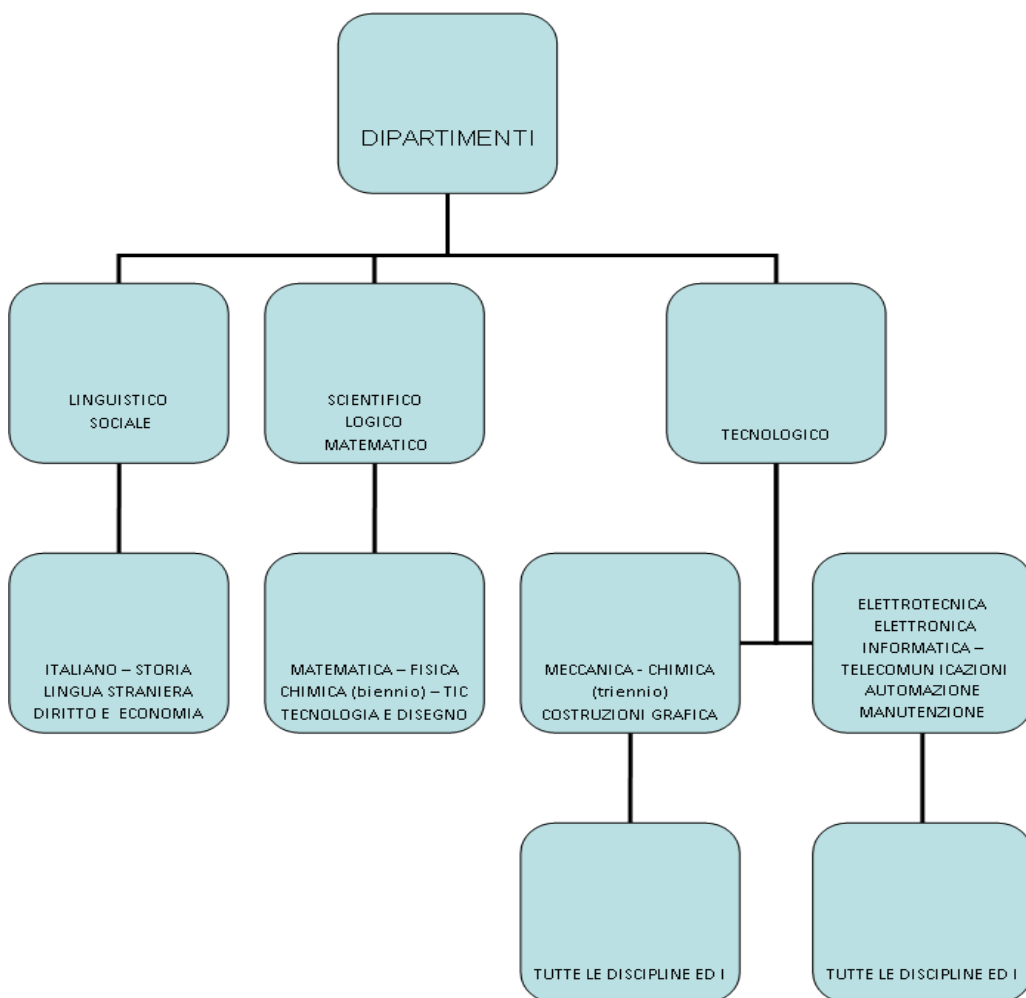 DIPARTIMENTI
LINGUISTICO
SOCIALE
SCIENTIFICO
LOGICO
MATEMATICO
TECNOLOGICO
ITALIANO – STORIA
LINGUA STRANIERA
DIRITTO E ECONOMIA
MATEMATICA – FISICA
CHIMICA (biennio) – TIC
TECNOLOGIA E DISEGNO
MECCANICA - CHIMICA
(triennio)
COSTRUZIONI GRAFICA
ELETTROTECNICA
ELETTRONICA
INFORMATICA –
TELECOMUNICAZIONI
AUTOMAZIONE
MANUTENZIONE
TUTTE LE DISCIPLINE ED I
TUTTE LE DISCIPLINE ED I